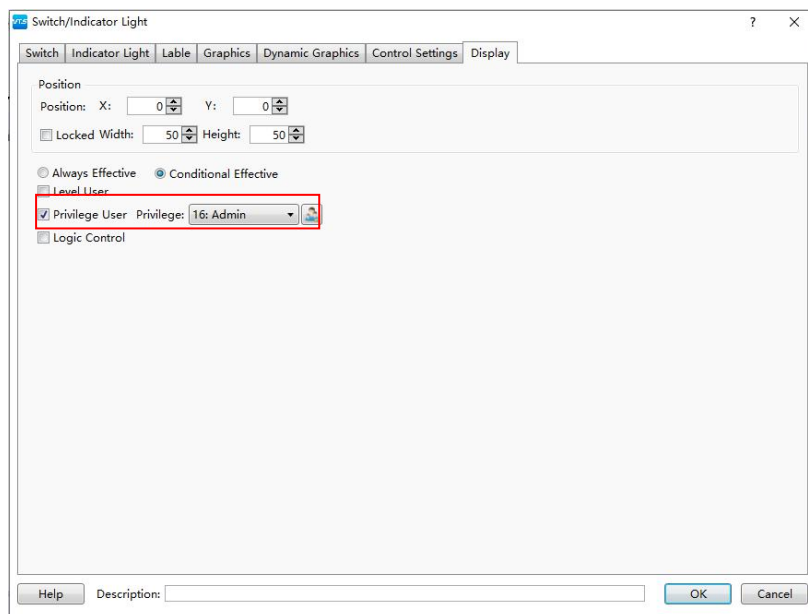 VTS Switch/Indicator Light ?
Switch Indicator Light Lable Graphics Dynamic Graphics Control Settings Display
Position
Position: X: 0 Y: 0
Locked Width: 50 Height: 50
Always Effective Conditional Effective
Level User
Privilege User Privilege: 16: Admin
Logic Control
Help Description: OK Cancel